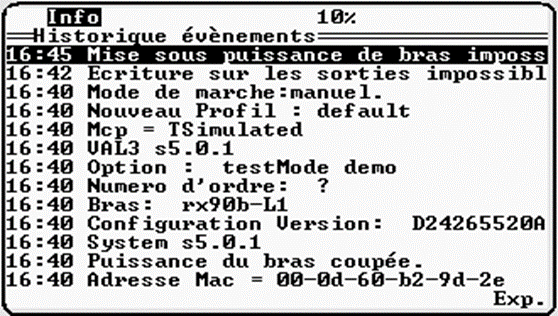 Info 10%
Historique évènements
16:45 Mise sous puissance de bras imposs
16:42 Ecriture sur les sorties impossibl
16:40 Mode de marche:manuel.
16:40 Nouveau Profil : default
16:40 Mcp = TSimulated
16:40 VAL3 s5.0.1
16:40 Option :  testMode demo
16:40 Numero d'ordre:  ?
16:40 Bras:  rx90b-L1
16:40 Configuration Version:  D24265520A
16:40 System s5.0.1
16:40 Puissance du bras coupée.
16:40 Adresse Mac = 00-0d-60-b2-9d-2e
Exp.